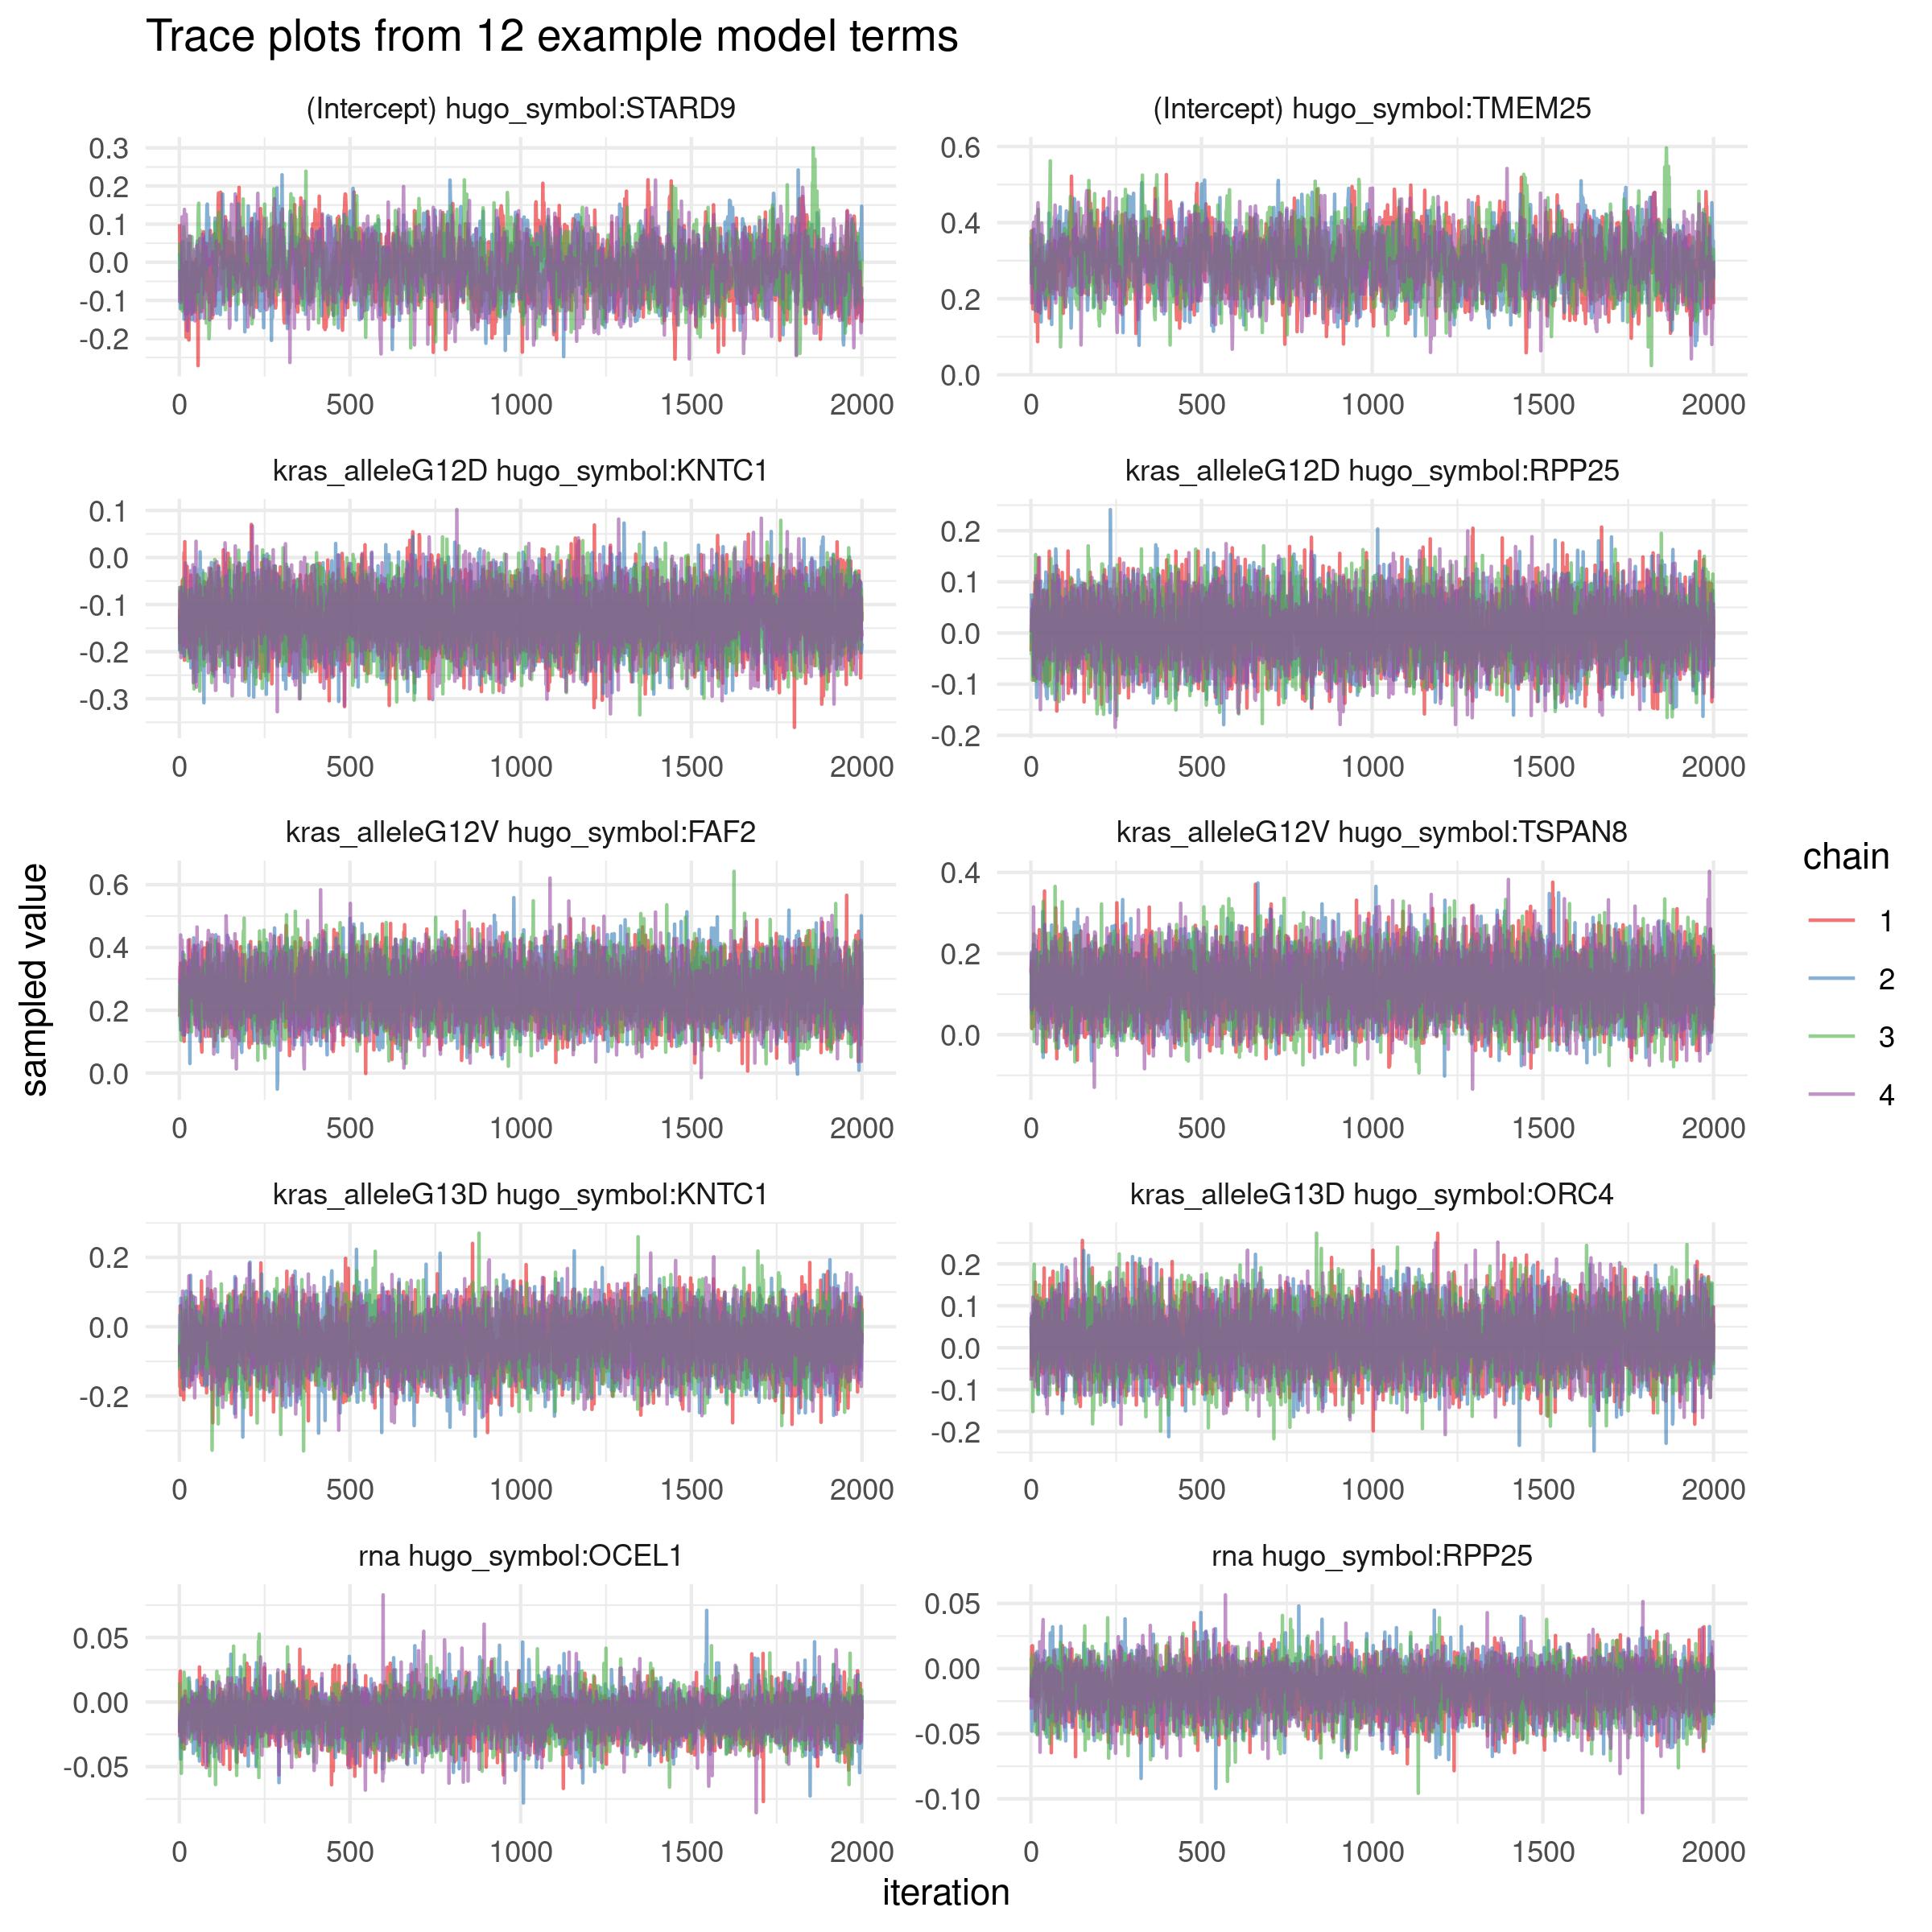 Trace plots from 12 example model terms
(Intercept) hugo_symbol:STARD9
0.3
0.2
0.1
0.0
-0.1
-0.2
0 500 1000 1500 2000
(Intercept) hugo_symbol:TMEM25
0.6
0.4
0.2
0.0
0 500 1000 1500 2000
kras_alleleG12D hugo_symbol:KNTC1
0.1
0.0
-0.1
-0.2
-0.3
0 500 1000 1500 2000
kras_alleleG12D hugo_symbol:RPP25
0.2
0.1
0.0
-0.1
-0.2
0 500 1000 1500 2000
kras_alleleG12V hugo_symbol:FAF2
0.6
0.4
0.2
0.0
0 500 1000 1500 2000
kras_alleleG12V hugo_symbol:TSPAN8
0.4
0.2
0.0
0 500 1000 1500 2000
kras_alleleG13D hugo_symbol:KNTC1
0.2
0.0
-0.2
0 500 1000 1500 2000
kras_alleleG13D hugo_symbol:ORC4
0.2
0.1
0.0
-0.1
-0.2
0 500 1000 1500 2000
rna hugo_symbol:OCEL1
0.05
0.00
-0.05
0 500 1000 1500 2000
rna hugo_symbol:RPP25
0.05
0.00
-0.05
-0.10
0 500 1000 1500 2000
iteration
sampled value
chain
1
2
3
4